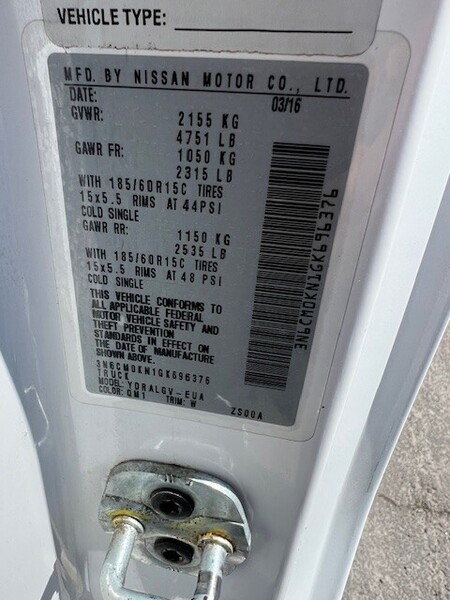 VEHICLE TYPE:
MFD. BY NISSAN MOTOR CO., LTD.
DATE: 03/16
GVWR: 2155 KG
4751 LB
GAWR FR: 1050 KG
2315 LB
WITH 185/60R15C TIRES
15x5.5 RIMS AT 44PSI
COLD SINGLE
GAWR RR: 1150 KG
2535 LB
WITH 185/60R15C TIRES
15x5.5 RIMS AT 48 PSI
COLD SINGLE
THIS VEHICLE CONFORMS TO
ALL APPLICABLE FEDERAL
MOTOR VEHICLE SAFETY AND
THEFT PREVENTION
STANDARDS IN EFFECT ON
THE DATE OF MANUFACTURE
SHOWN ABOVE.
3N6CM0KN1GK696376
TRUCK
MODEL: YDRALGV-EUA
COLOR: QM1 TRIM: W
ZS00A
3N6CM0KN1GK696376